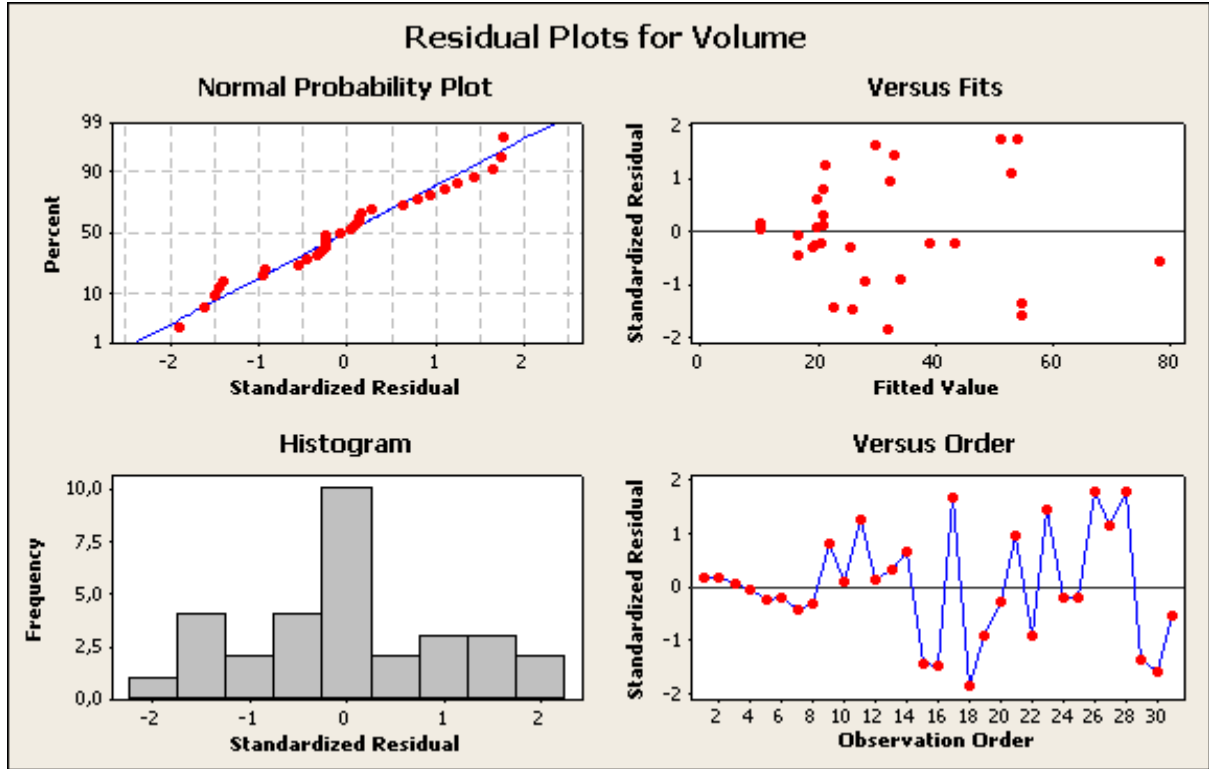 Residual Plots for Volume
Normal Probability Plot
99
90
50
10
1
Percent
-2 -1 0 1 2
Standardized Residual
Versus Fits
2
1
0
-1
-2
Standardized Residual
0 20 40 60 80
Fitted Value
Histogram
10,0
7,5
5,0
2,5
0,0
Frequency
-2 -1 0 1 2
Standardized Residual
Versus Order
2
1
0
-1
-2
Standardized Residual
2 4 6 8 10 12 14 16 18 20 22 24 26 28 30
Observation Order